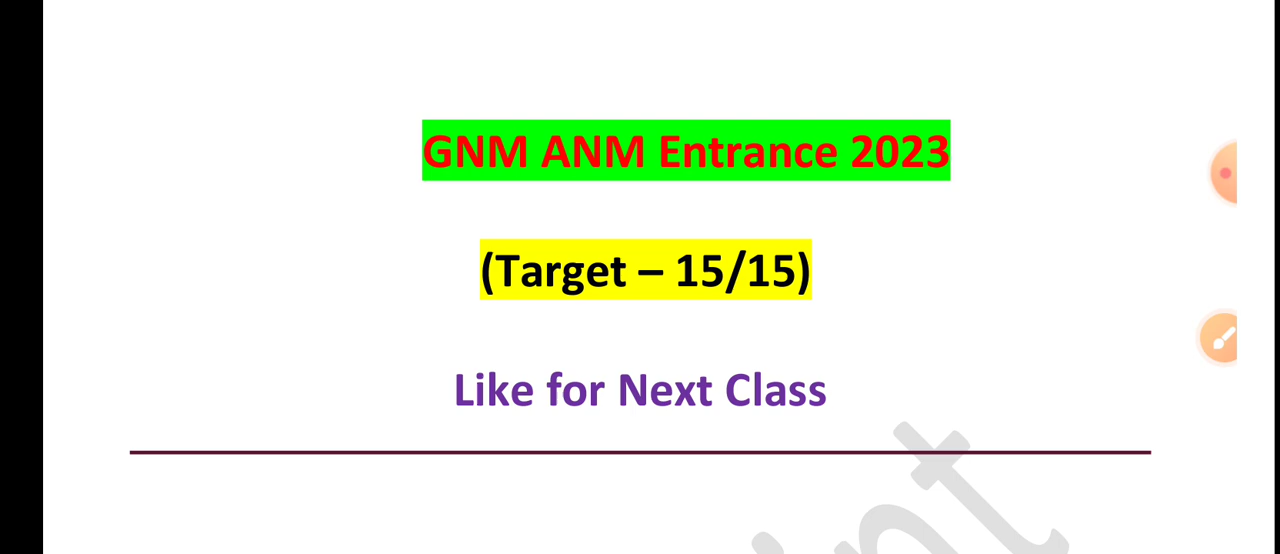 GNM ANM Entrance 2023
(Target – 15/15)
Like for Next Class